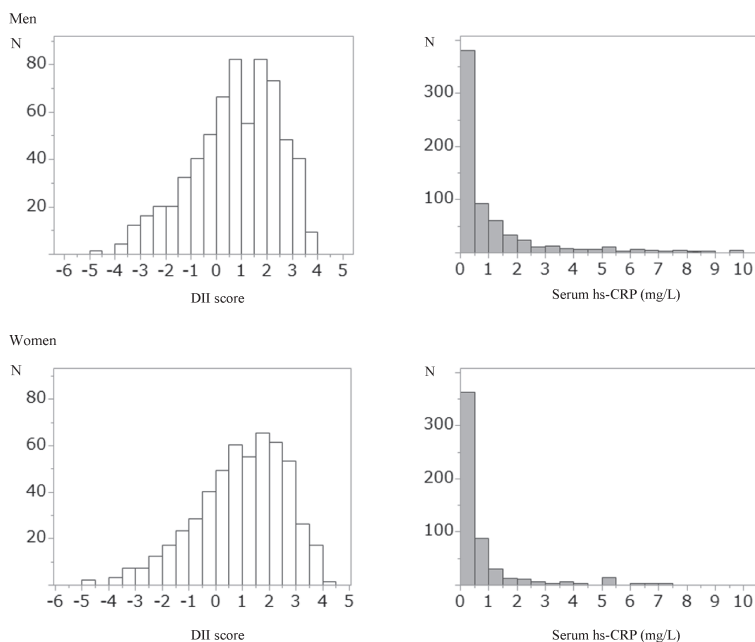 Men
N
80
60
40
20
-6 -5 -4 -3 -2 -1 0 1 2 3 4 5
DII score
N
300
200
100
0 1 2 3 4 5 6 7 8 9 10
Serum hs-CRP (mg/L)
Women
N
80
60
40
20
-6 -5 -4 -3 -2 -1 0 1 2 3 4 5
DII score
N
300
200
100
0 1 2 3 4 5 6 7 8 9 10
Serum hs-CRP (mg/L)